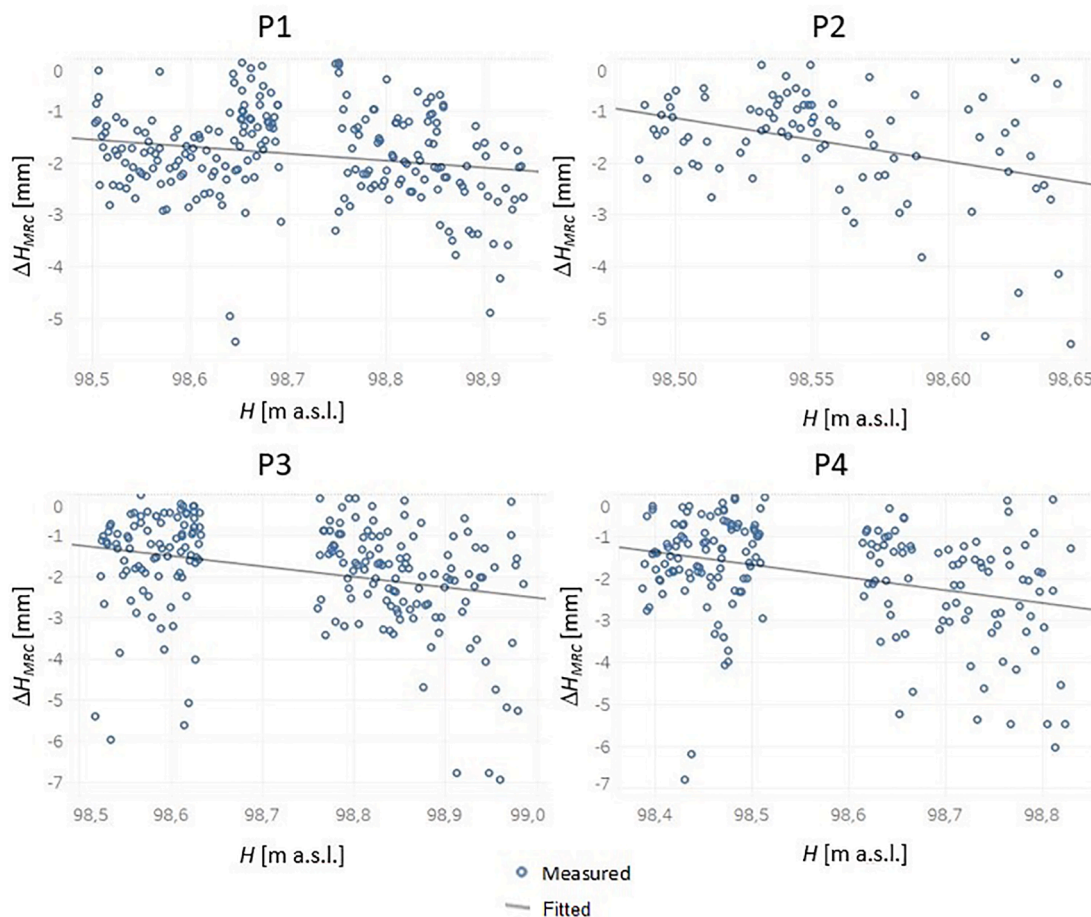 P1
0
-1
-2
-3
-4
-5
ΔH_MRC [mm]
98,5 98,6 98,7 98,8 98,9
H [m a.s.l.]
P2
0
-1
-2
-3
-4
-5
ΔH_MRC [mm]
98,50 98,55 98,60 98,65
H [m a.s.l.]
P3
0
-1
-2
-3
-4
-5
-6
-7
ΔH_MRC [mm]
98,5 98,6 98,7 98,8 98,9 99,0
H [m a.s.l.]
P4
0
-1
-2
-3
-4
-5
-6
-7
ΔH_MRC [mm]
98,4 98,5 98,6 98,7 98,8
H [m a.s.l.]
Measured
Fitted